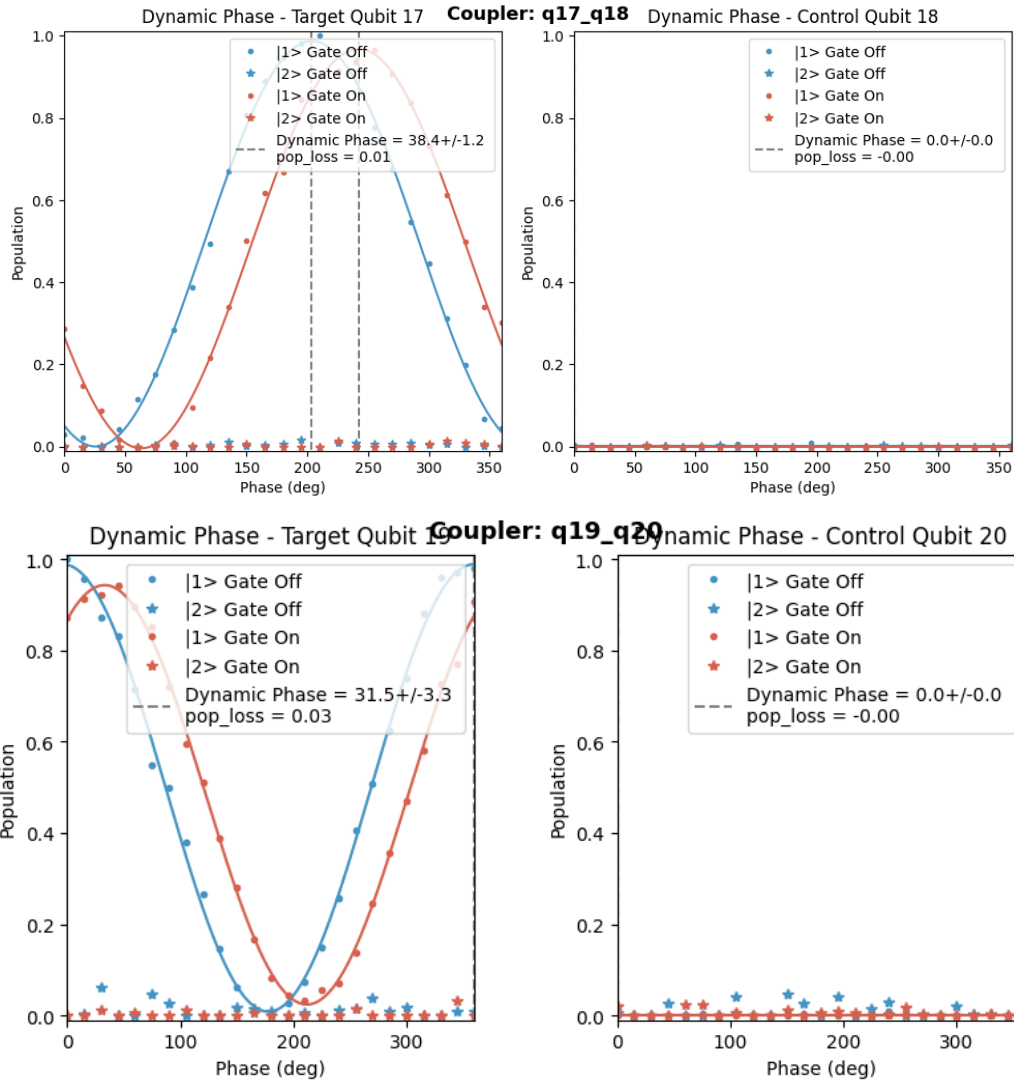 Coupler: q17_q18
Dynamic Phase - Target Qubit 17
1.0
0.8
0.6
0.4
0.2
0.0
Population
|1> Gate Off
|2> Gate Off
|1> Gate On
|2> Gate On
Dynamic Phase = 38.4+/-1.2
pop_loss = 0.01
0 50 100 150 200 250 300 350
Phase (deg)
Dynamic Phase - Control Qubit 18
1.0
0.8
0.6
0.4
0.2
0.0
Population
|1> Gate Off
|2> Gate Off
|1> Gate On
|2> Gate On
Dynamic Phase = 0.0+/-0.0
pop_loss = -0.00
0 50 100 150 200 250 300 350
Phase (deg)
Coupler: q19_q20
Dynamic Phase - Target Qubit 19
1.0
0.8
0.6
0.4
0.2
0.0
Population
|1> Gate Off
|2> Gate Off
|1> Gate On
|2> Gate On
Dynamic Phase = 31.5+/-3.3
pop_loss = 0.03
0 100 200 300
Phase (deg)
Dynamic Phase - Control Qubit 20
1.0
0.8
0.6
0.4
0.2
0.0
Population
|1> Gate Off
|2> Gate Off
|1> Gate On
|2> Gate On
Dynamic Phase = 0.0+/-0.0
pop_loss = -0.00
0 100 200 300
Phase (deg)